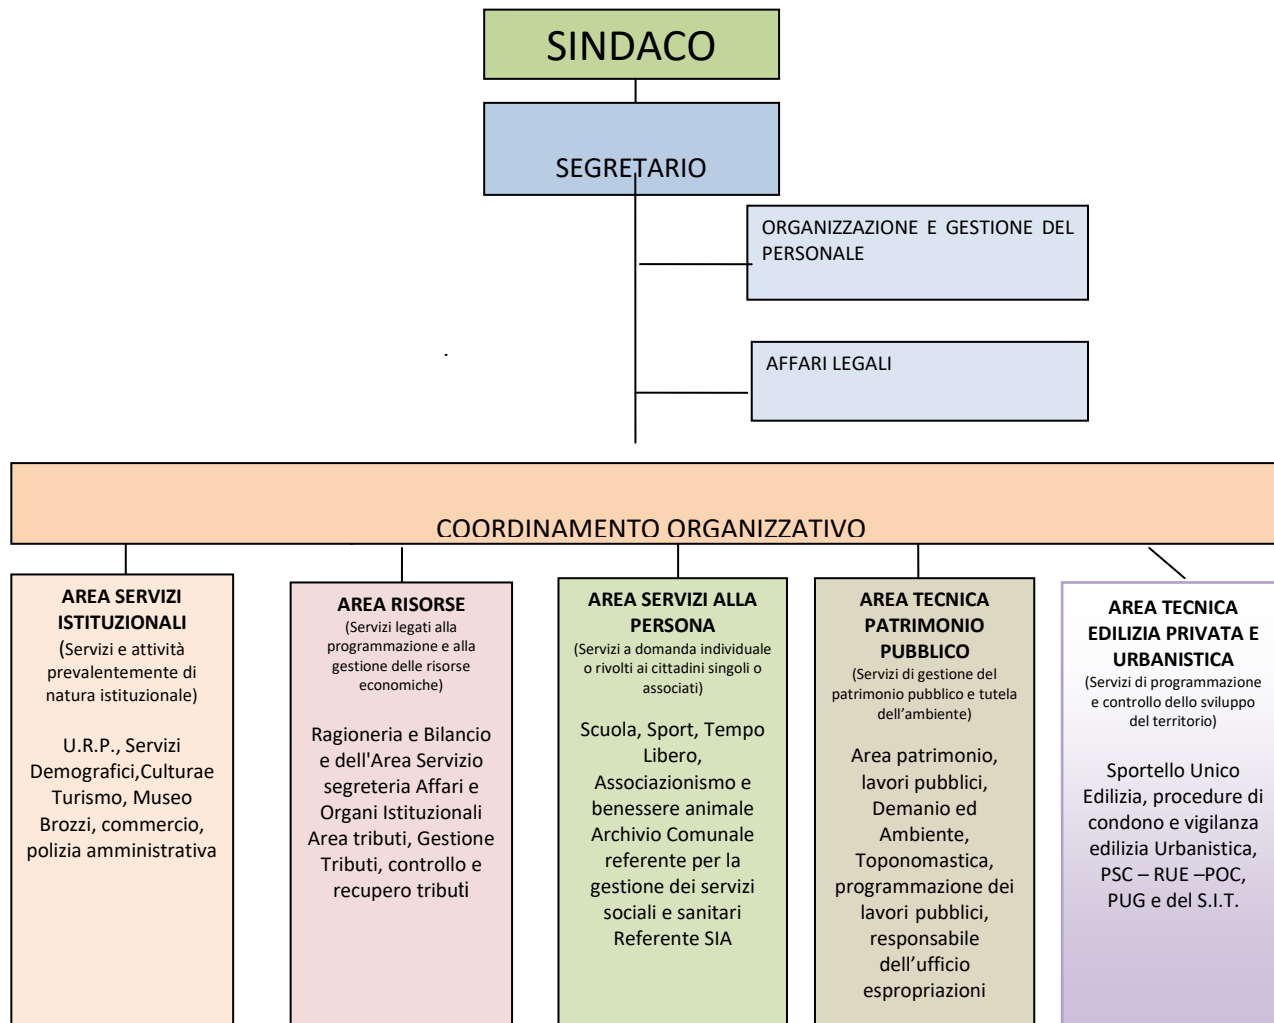 SINDACO
SEGRETARIO
ORGANIZZAZIONE E GESTIONE DEL
PERSONALE
.
AFFARI LEGALI
COORDINAMENTO ORGANIZZATIVO
AREA SERVIZI
ISTITUZIONALI
(Servizi e attività
prevalentemente di
natura istituzionale)
U.R.P., Servizi
Demografici,Culturae
Turismo, Museo
Brozzi, commercio,
polizia amministrativa
AREA RISORSE
(Servizi legati alla
programmazione e alla
gestione delle risorse
economiche)
Ragioneria e Bilancio
e dell'Area Servizio
segreteria Affari e
Organi Istituzionali
Area tributi, Gestione
Tributi, controllo e
recupero tributi
AREA SERVIZI ALLA
PERSONA
(Servizi a domanda individuale
o rivolti ai cittadini singoli o
associati)
Scuola, Sport, Tempo
Libero,
Associazionismo e
benessere animale
Archivio Comunale
referente per la
gestione dei servizi
sociali e sanitari
Referente SIA
AREA TECNICA
PATRIMONIO
PUBBLICO
(Servizi di gestione del
patrimonio pubblico e tutela
dell’ambiente)
Area patrimonio,
lavori pubblici,
Demanio ed
Ambiente,
Toponomastica,
programmazione dei
lavori pubblici,
responsabile
dell’ufficio
espropriazioni
AREA TECNICA
EDILIZIA PRIVATA E
URBANISTICA
(Servizi di programmazione
e controllo dello sviluppo
del territorio)
Sportello Unico
Edilizia, procedure di
condono e vigilanza
edilizia Urbanistica,
PSC – RUE –POC,
PUG e del S.I.T.